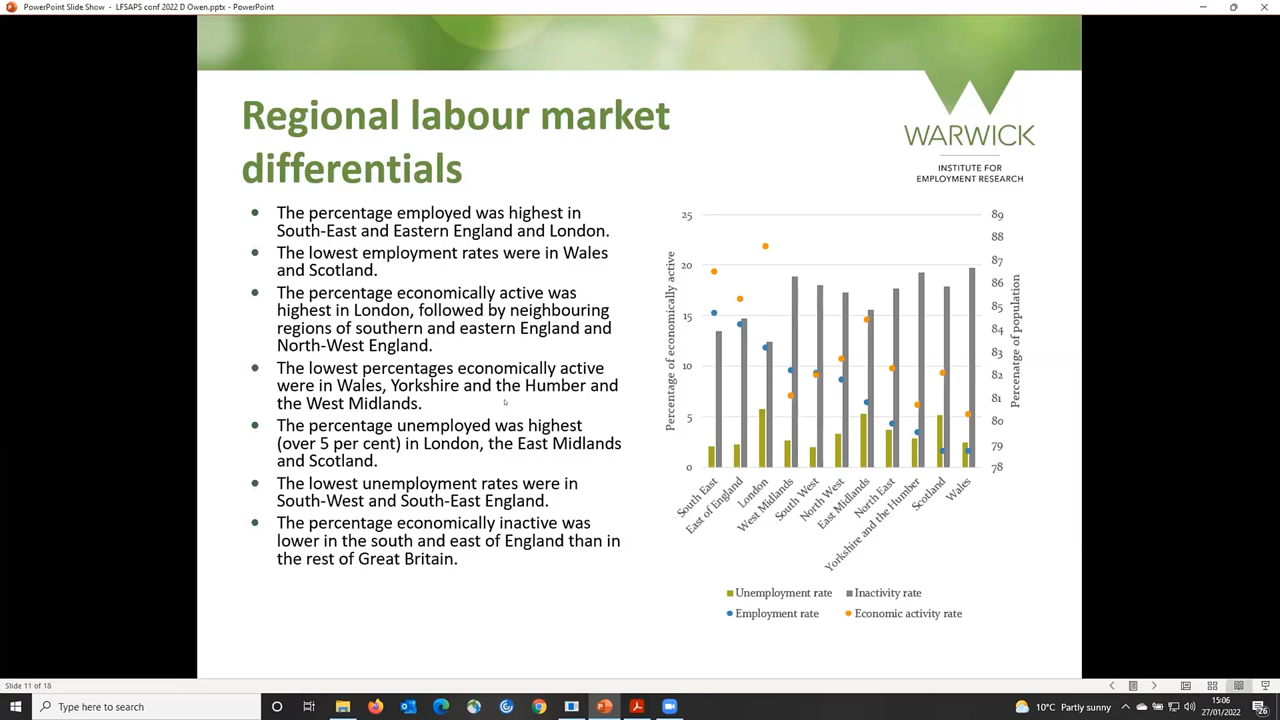 PowerPoint Slide Show - LFSAPS conf 2022 D Owen.pptx - PowerPoint
Regional labour market
differentials
WARWICK
INSTITUTE FOR
EMPLOYMENT RESEARCH
• The percentage employed was highest in
South-East and Eastern England and London.
• The lowest employment rates were in Wales
and Scotland.
• The percentage economically active was
highest in London, followed by neighbouring
regions of southern and eastern England and
North-West England.
• The lowest percentages economically active
were in Wales, Yorkshire and the Humber and
the West Midlands.
• The percentage unemployed was highest
(over 5 per cent) in London, the East Midlands
and Scotland.
• The lowest unemployment rates were in
South-West and South-East England.
• The percentage economically inactive was
lower in the south and east of England than in
the rest of Great Britain.
Percentage of economically active
25
20
15
10
5
0
89
88
87
86
85
84
83
82
81
80
79
78
Percenatge of population
South East
East of England
London
West Midlands
South West
North West
East Midlands
North East
Yorkshire and the Humber
Scotland
Wales
Unemployment rate
Inactivity rate
Employment rate
Economic activity rate
Slide 11 of 18
Type here to search
10°C Partly sunny
15:06
27/01/2022
26